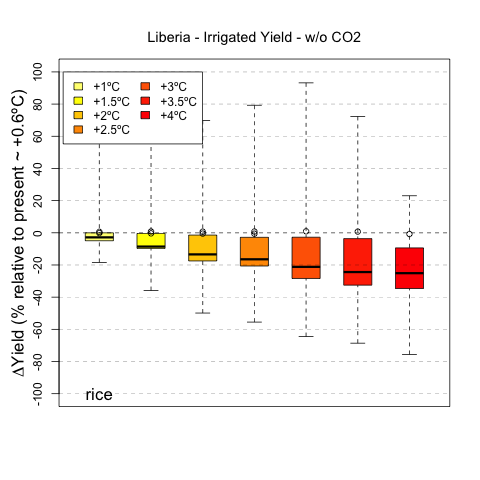 Liberia - Irrigated Yield - w/o CO2
ΔYield (% relative to present ~ +0.6ºC)
100
80
60
40
20
0
-20
-40
-60
-80
-100
+1ºC
+1.5ºC
+2ºC
+2.5ºC
+3ºC
+3.5ºC
+4ºC
rice